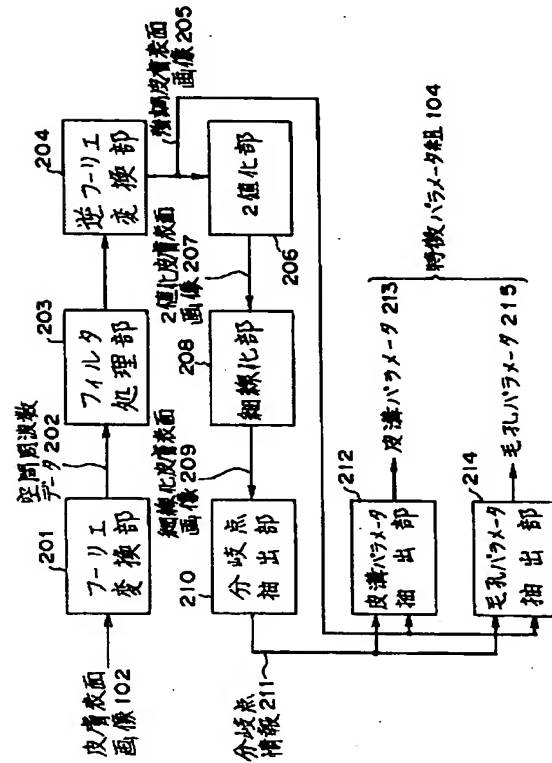 皮膚表面
画像 102
201
フーリエ
変換部
空間周波数
データ 202
203
フィルタ
処理部
204
逆フーリエ
変換部
強調皮膚表面
画像 205
2値化部
206
2値化皮膚表面
画像 207
208
細線化部
細線化皮膚表面
画像 209
210
分岐点
抽出部
分岐点
情報 211
212
皮溝パラメータ
抽出部
皮溝パラメータ 213
214
毛孔パラメータ
抽出部
毛孔パラメータ 215
特徴パラメータ組 104